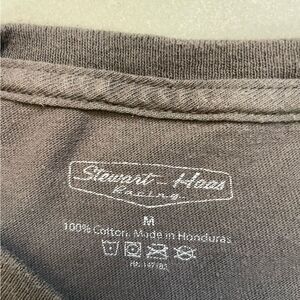 Stewart-Haas
Racing
M
100% Cotton. Made in Honduras